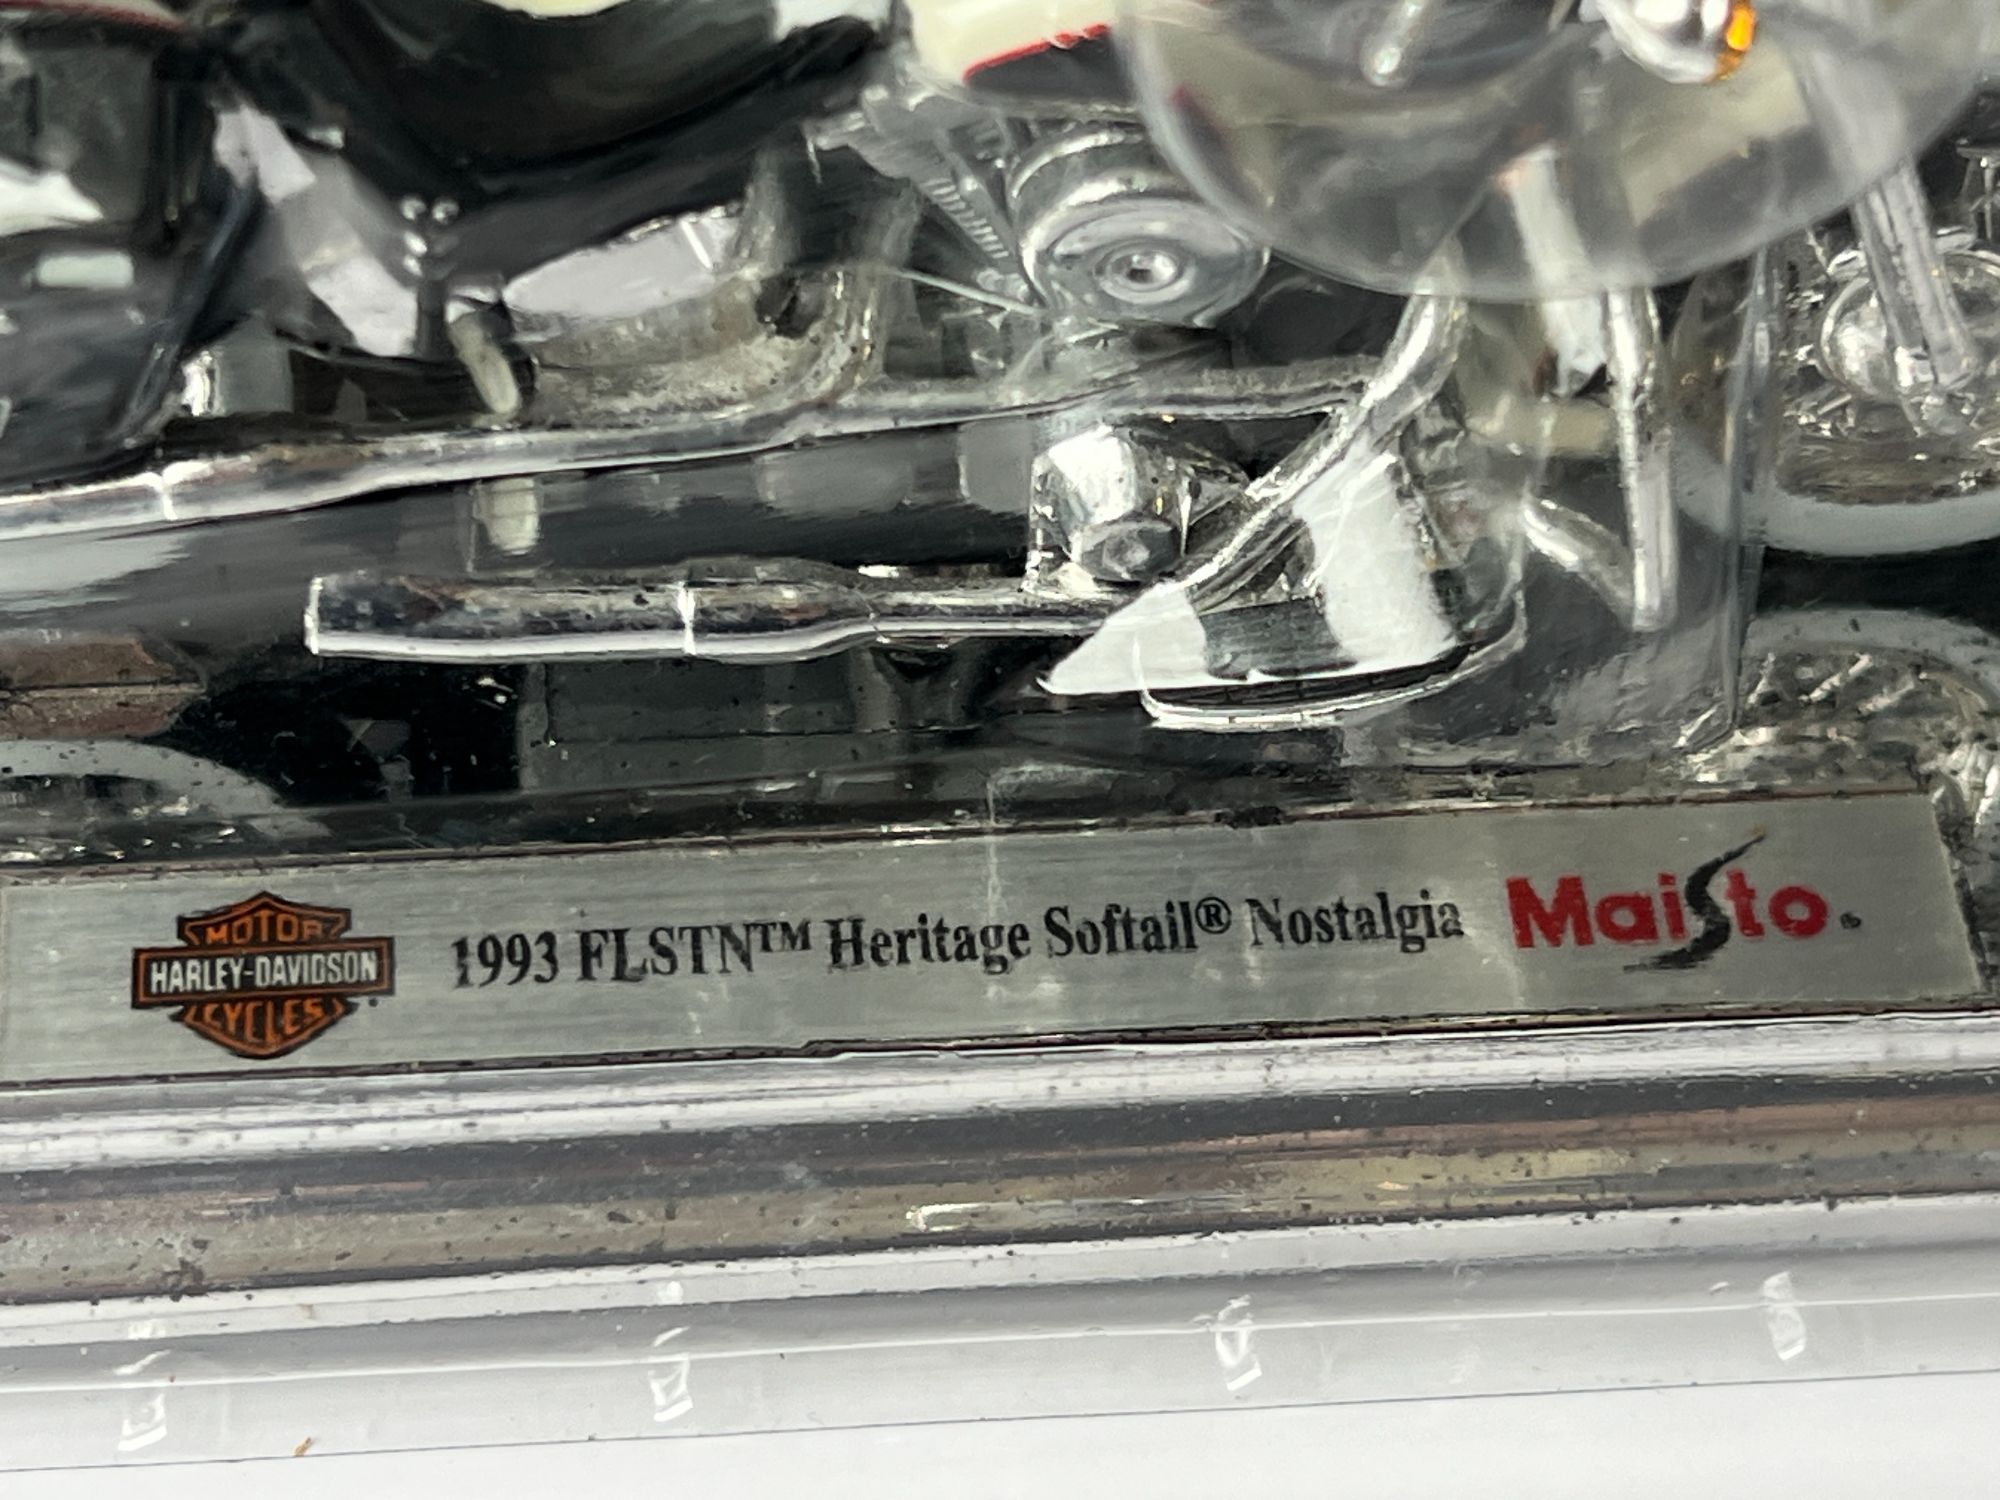 MOTOR
HARLEY-DAVIDSON
CYCLES
1993 FLSTN™ Heritage Softail® Nostalgia
Maisto